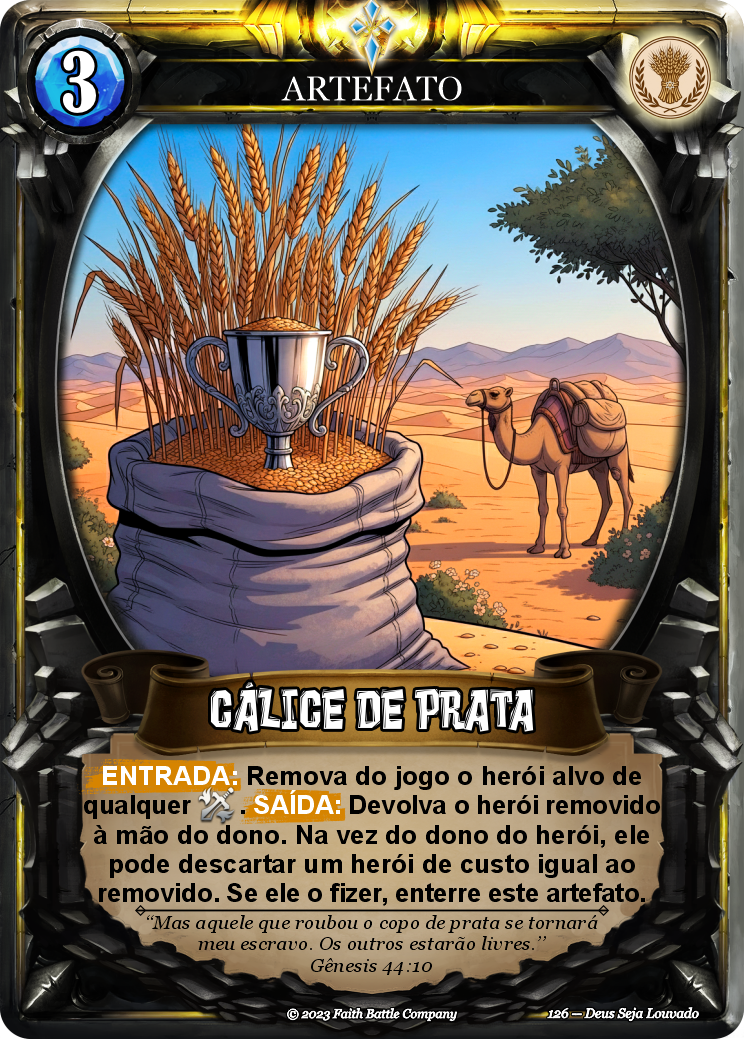 3
ARTEFATO
CÁLICE DE PRATA
ENTRADA: Remova do jogo o herói alvo de
qualquer . SAÍDA: Devolva o herói removido
à mão do dono. Na vez do dono do herói, ele
pode descartar um herói de custo igual ao
removido. Se ele o fizer, enterre este artefato.
“Mas aquele que roubou o copo de prata se tornará
meu escravo. Os outros estarão livres.”
Gênesis 44:10
© 2023 Faith Battle Company
126 — Deus Seja Louvado